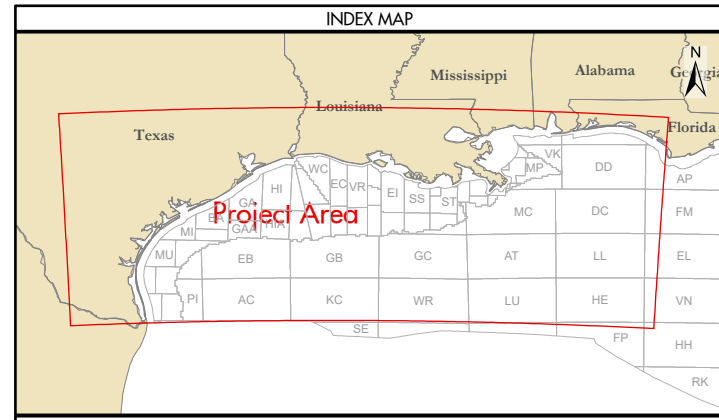 INDEX MAP
N
Mississippi
Alabama
Georgia
Louisiana
Texas
Florida
WC
VK
MP
DD
AP
HI
EC
VR
EI
SS
ST
GA
BA
Project Area
MC
DC
FM
MI
GAA
HIA
MU
EB
GB
GC
AT
LL
EL
PI
AC
KC
WR
LU
HE
VN
SE
FP
HH
RK